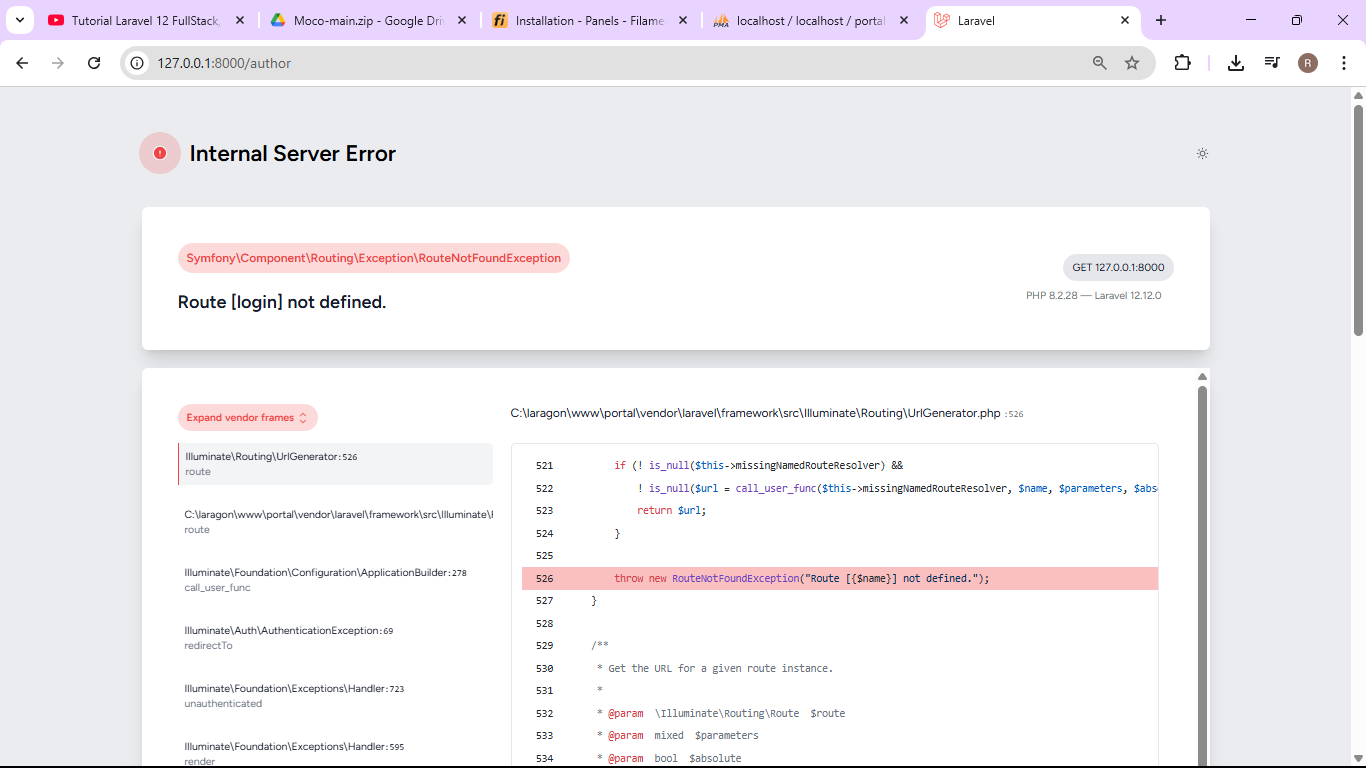 Tutorial Laravel 12 FullStack,
Moco-main.zip - Google Dri
Installation - Panels - Filame
localhost / localhost / portal
Laravel
127.0.0.1:8000/author
R
Internal Server Error
Symfony\Component\Routing\Exception\RouteNotFoundException
GET 127.0.0.1:8000
Route [login] not defined.
PHP 8.2.28 — Laravel 12.12.0
Expand vendor frames
C:\laragon\www\portal\vendor\laravel\framework\src\Illuminate\Routing\UrlGenerator.php :526
Illuminate\Routing\UrlGenerator:526
route
C:\laragon\www\portal\vendor\laravel\framework\src\Illuminate\F
route
Illuminate\Foundation\Configuration\ApplicationBuilder:278
call_user_func
Illuminate\Auth\AuthenticationException:69
redirectTo
Illuminate\Foundation\Exceptions\Handler:723
unauthenticated
Illuminate\Foundation\Exceptions\Handler:595
render
521 if (! is_null($this->missingNamedRouteResolver) &&
522 ! is_null($url = call_user_func($this->missingNamedRouteResolver, $name, $parameters, $abs
523 return $url;
524 }
525
526 throw new RouteNotFoundException("Route [{$name}] not defined.");
527 }
528
529 /**
530 * Get the URL for a given route instance.
531 *
532 * @param \Illuminate\Routing\Route $route
533 * @param mixed $parameters
534 * @param bool $absolute